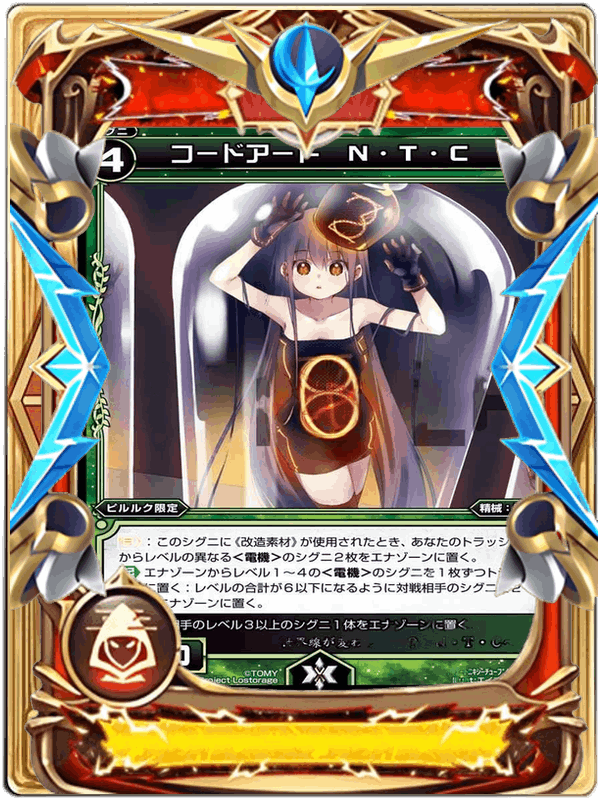 4
コードアート N・T・C
ピルルク限定
精械:
:このシグニに《改造素材》が使用されたとき、あなたのトラッシ
からレベルの異なる<電機>のシグニ2枚をエナゾーンに置く。
エナゾーンからレベル1~4の<電機>のシグニを1枚ずつト
に置く:レベルの合計が6以下になるように対戦相手のシグニ
エナゾーンに置く。
相手のレベル3以上のシグニ1体をエナゾーンに置く。
©TOMY
Project Lostorage